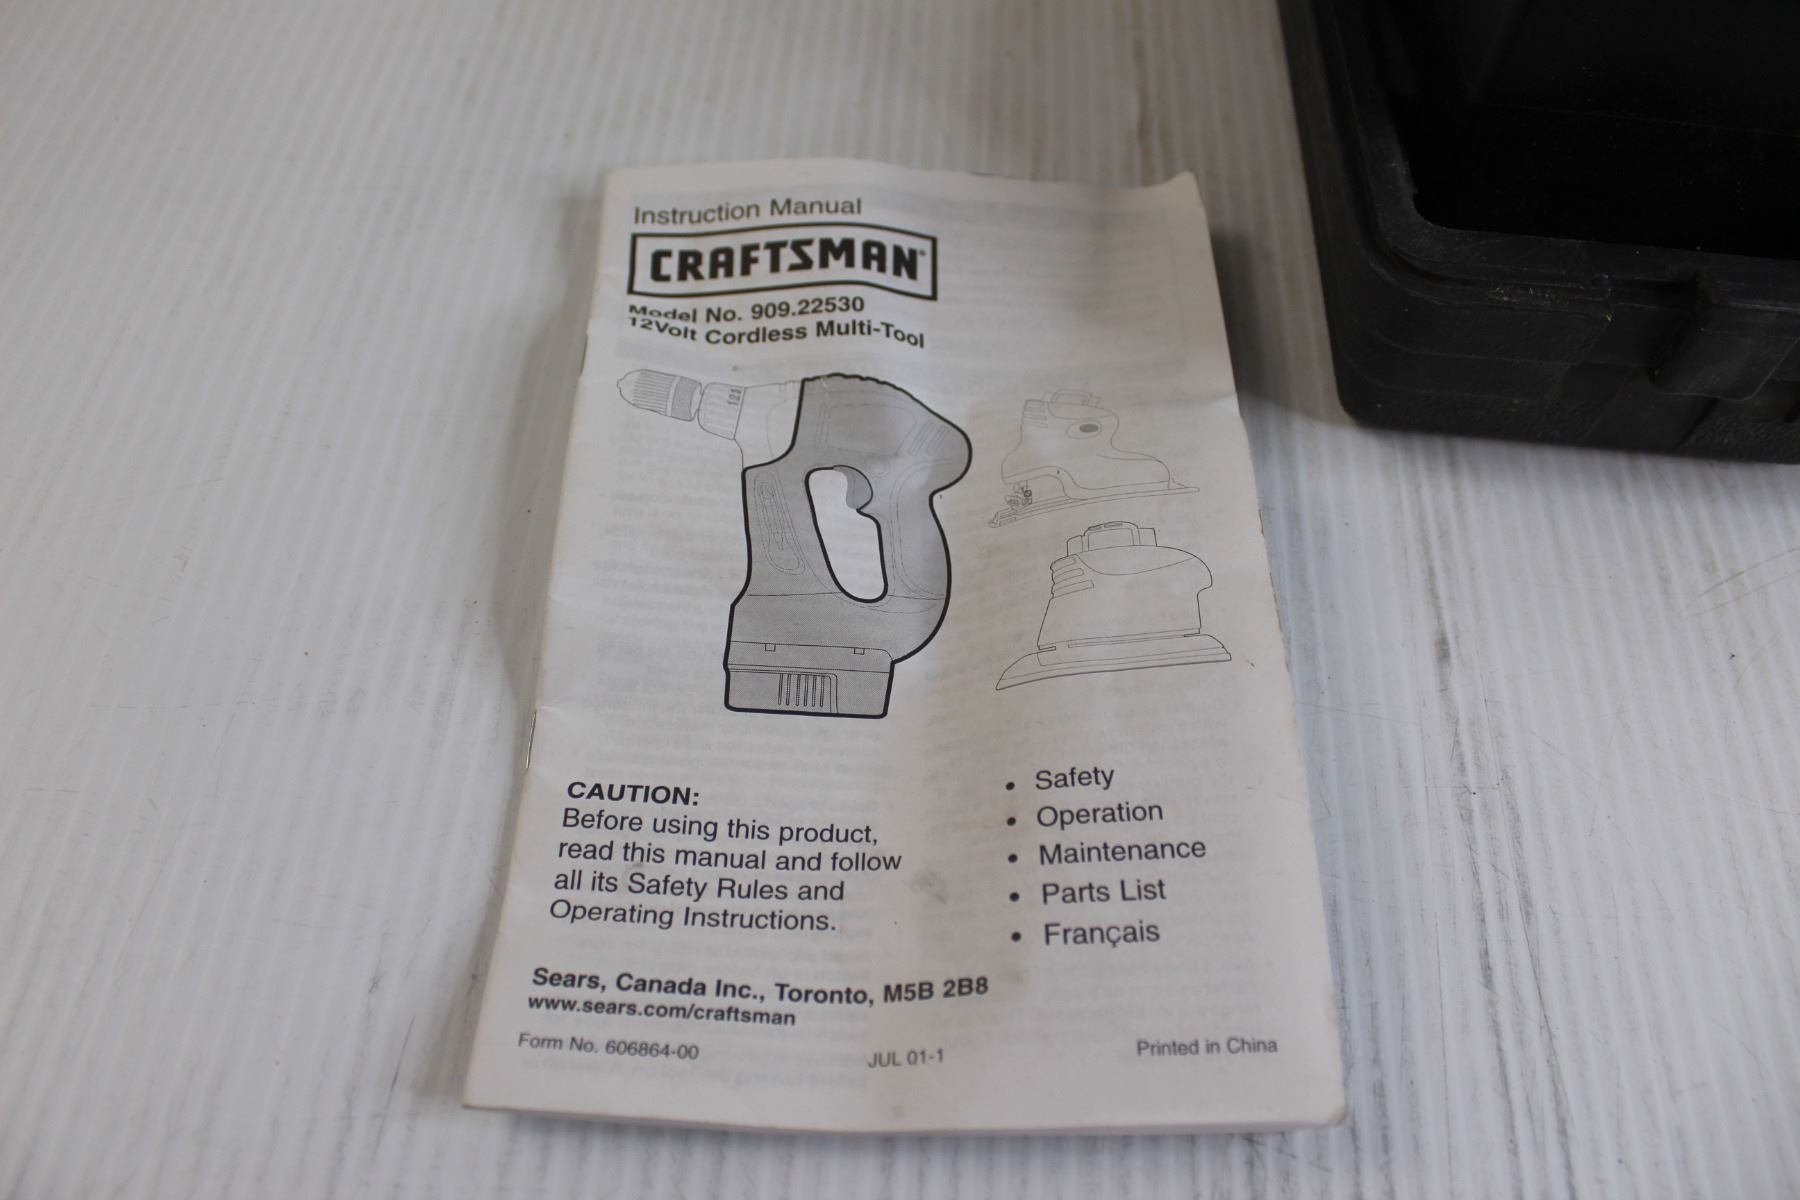 Instruction Manual
CRAFTSMAN®
Model No. 909.22530
12Volt Cordless Multi-Tool
CAUTION:
Before using this product,
read this manual and follow
all its Safety Rules and
Operating Instructions.
• Safety
• Operation
• Maintenance
• Parts List
• Français
Sears, Canada Inc., Toronto, M5B 2B8
www.sears.com/craftsman
Form No. 606864-00
JUL 01-1
Printed in China